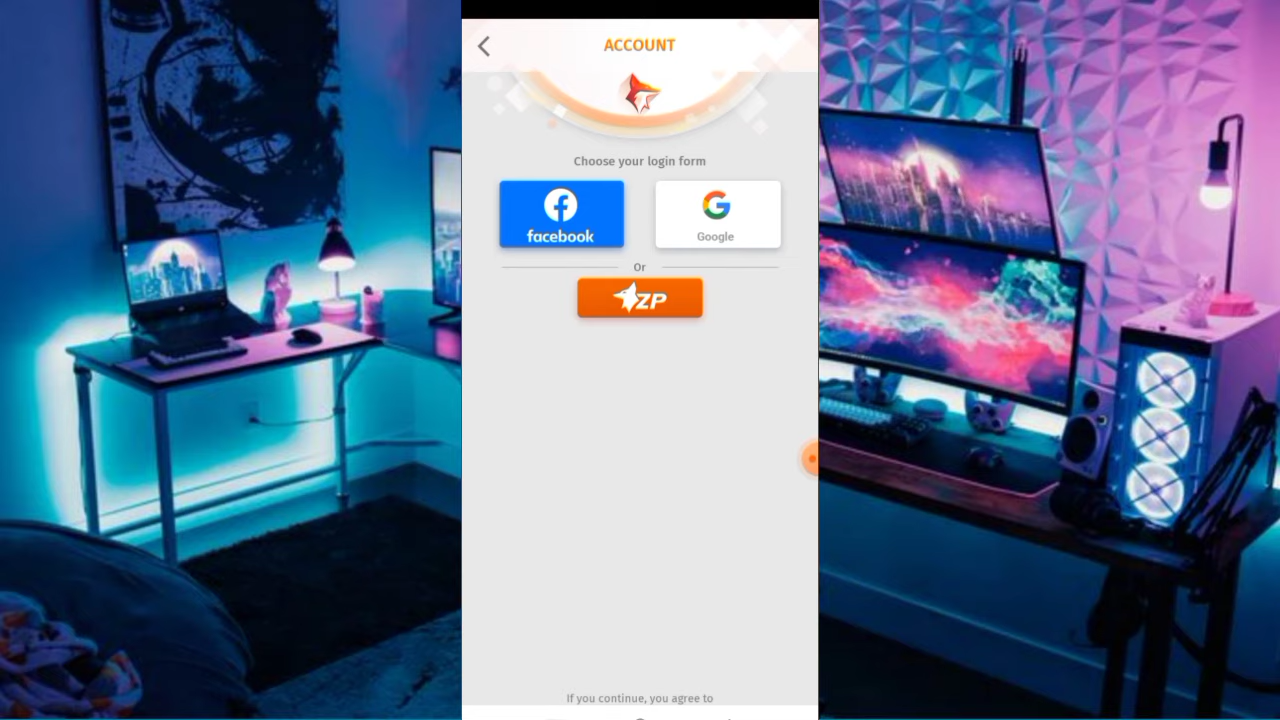 ACCOUNT
Choose your login form
facebook
Google
Or
ZP
If you continue, you agree to